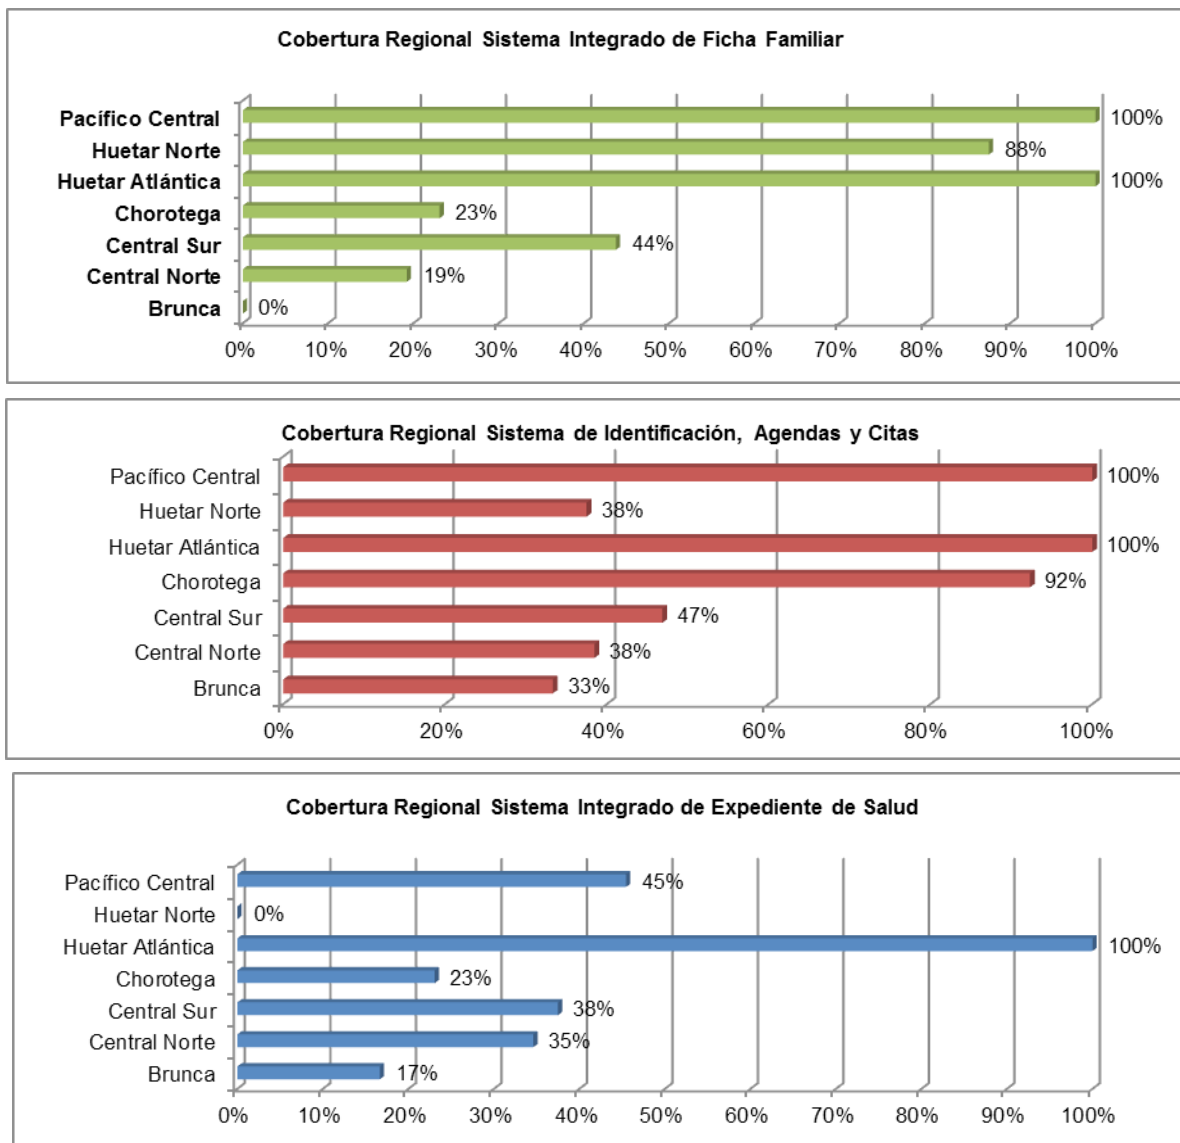 Cobertura Regional Sistema Integrado de Ficha Familiar
Pacífico Central 100%
Huetar Norte 88%
Huetar Atlántica 100%
Chorotega 23%
Central Sur 44%
Central Norte 19%
Brunca 0%
0% 10% 20% 30% 40% 50% 60% 70% 80% 90% 100%
Cobertura Regional Sistema de Identificación, Agendas y Citas
Pacífico Central 100%
Huetar Norte 38%
Huetar Atlántica 100%
Chorotega 92%
Central Sur 47%
Central Norte 38%
Brunca 33%
0% 20% 40% 60% 80% 100%
Cobertura Regional Sistema Integrado de Expediente de Salud
Pacífico Central 45%
Huetar Norte 0%
Huetar Atlántica 100%
Chorotega 23%
Central Sur 38%
Central Norte 35%
Brunca 17%
0% 10% 20% 30% 40% 50% 60% 70% 80% 90% 100%